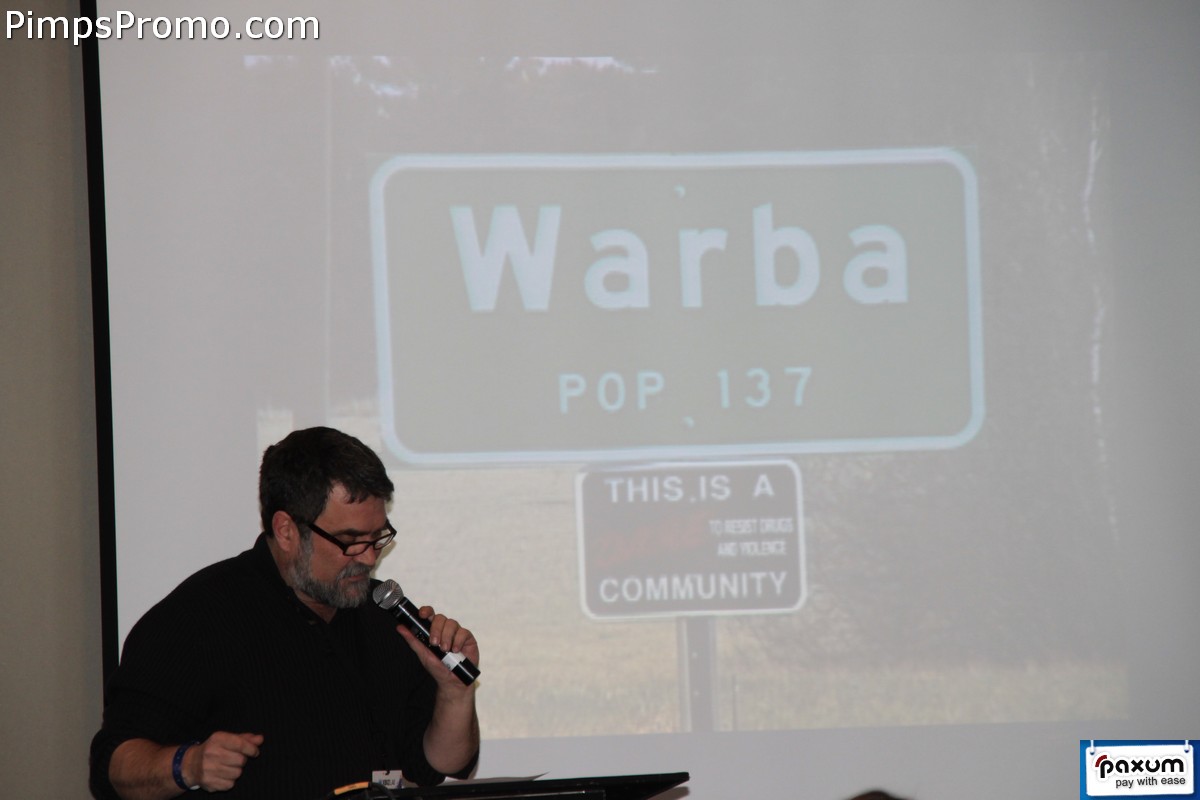 PimpsPromo.com
Warba
POP 137
THIS IS A
TO RESIST DRUGS
AND VIOLENCE
COMMUNITY
paxum
pay with ease